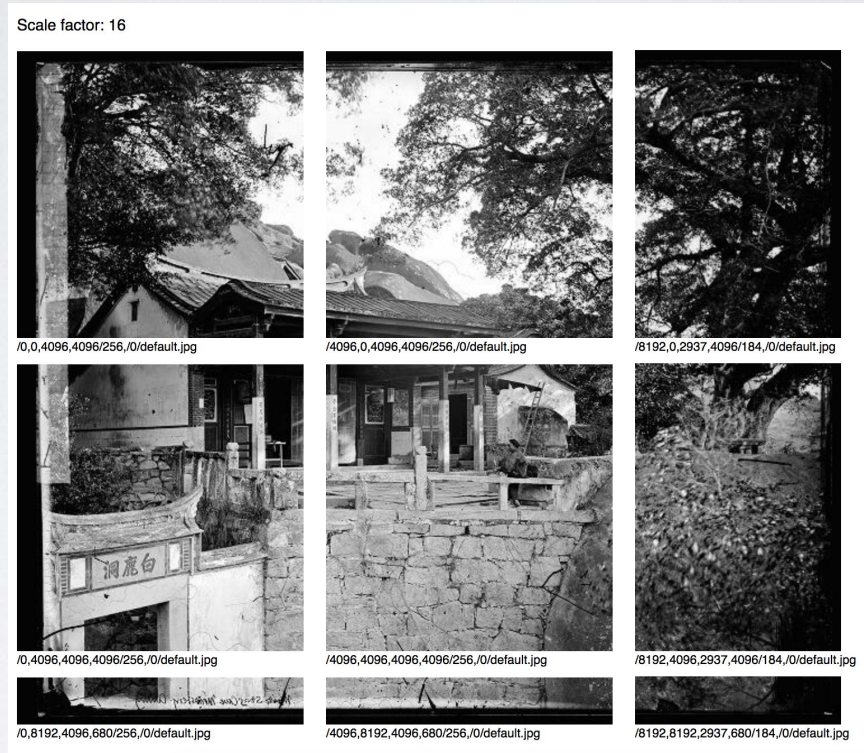 Scale factor: 16
/0,0,4096,4096/256,/0/default.jpg
/4096,0,4096,4096/256,/0/default.jpg
/8192,0,2937,4096/184,/0/default.jpg
白鹿洞
/0,4096,4096,4096/256,/0/default.jpg
/4096,4096,4096,4096/256,/0/default.jpg
/8192,4096,2937,4096/184,/0/default.jpg
/0,8192,4096,680/256,/0/default.jpg
/4096,8192,4096,680/256,/0/default.jpg
/8192,8192,2937,680/184,/0/default.jpg